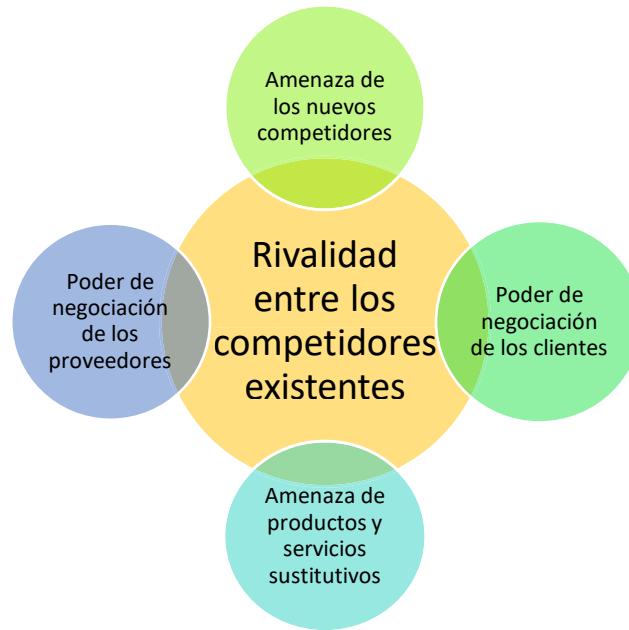 Amenaza de
los nuevos
competidores
Rivalidad
entre los
competidores
existentes
Poder de
negociación
de los
proveedores
Poder de
negociación
de los clientes
Amenaza de
productos y
servicios
sustitutivos